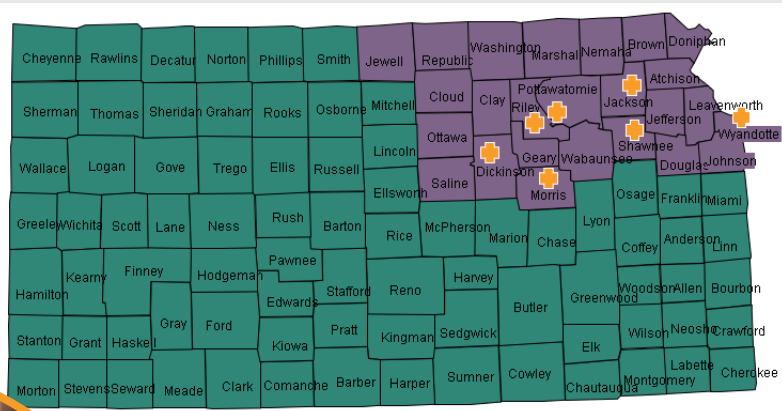 Cheyenne Rawlins Decatur Norton Phillips Smith Jewell Republic Washington Marshal Nemaha Brown Doniphan
Sherman Thomas Sheridan Graham Rooks Osborne Mitchell Cloud Clay Riley Pottawatomie Jackson Atchison
Jefferson Leavenworth
Wyandotte
Wallace Logan Gove Trego Ellis Russell Lincoln Ottawa Geary Wabaunsee Shawnee Douglas Johnson
Ellsworth Saline Dickinson Morris
Greeley Wichita Scott Lane Ness Rush Barton Rice McPherson Marion Chase Lyon Osage Franklin Miami
Coffey Anderson Linn
Hamilton Kearny Finney Hodgeman Pawnee Edwards Stafford Reno Harvey Butler Greenwood Woodson Allen Bourbon
Stanton Grant Haskell Gray Ford Kiowa Pratt Kingman Sedgwick Elk Wilson Neosho Crawford
Morton Stevens Seward Meade Clark Comanche Barber Harper Sumner Cowley Chautauqua Montgomery Labette Cherokee